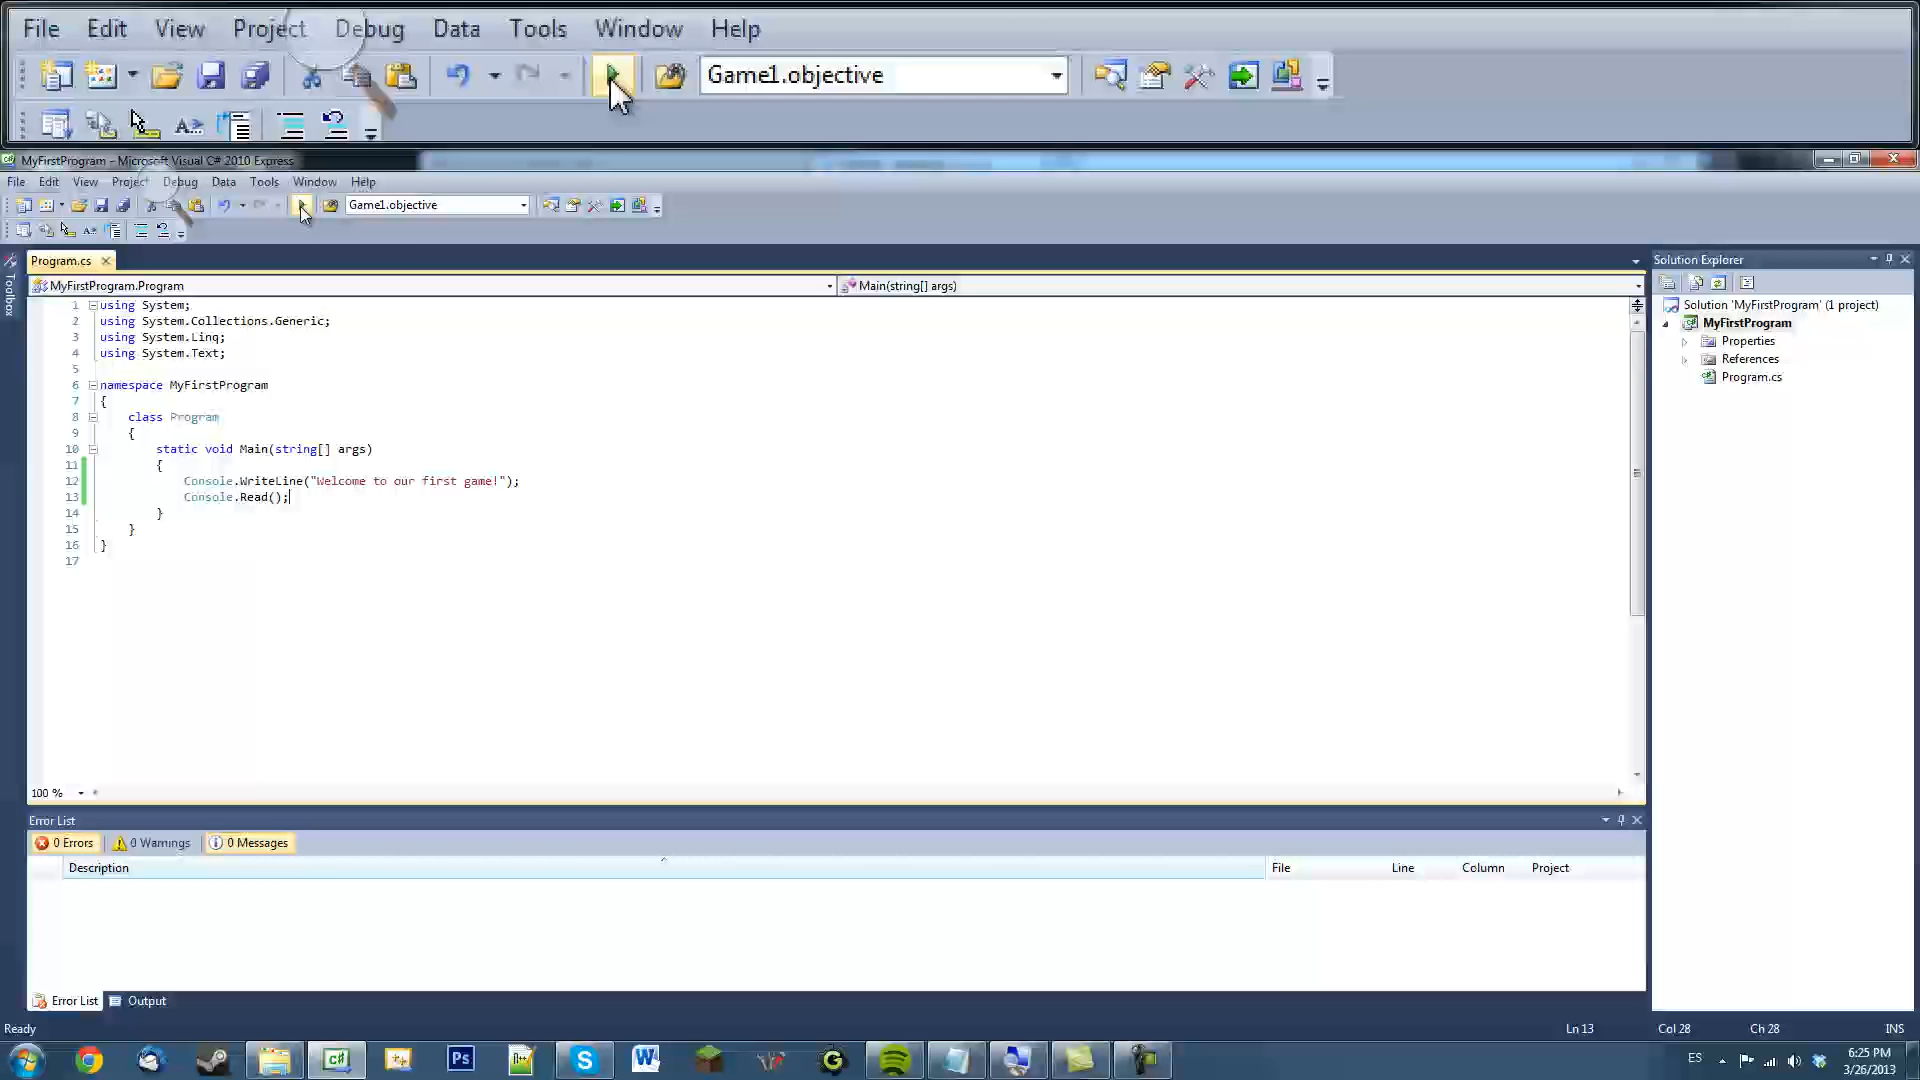 File Edit View Project Debug Data Tools Window Help
Game1.objective
MyFirstProgram - Microsoft Visual C# 2010 Express
File Edit View Project Debug Data Tools Window Help
Game1.objective
Program.cs
Solution Explorer
Toolbox
MyFirstProgram.Program
Main(string[] args)
1 using System;
2 using System.Collections.Generic;
3 using System.Linq;
4 using System.Text;
5
6 namespace MyFirstProgram
7 {
8 class Program
9 {
10 static void Main(string[] args)
11 {
12 Console.WriteLine("Welcome to our first game!");
13 Console.Read();
14 }
15 }
16 }
17
Solution 'MyFirstProgram' (1 project)
MyFirstProgram
Properties
References
Program.cs
100 %
Error List
0 Errors 0 Warnings 0 Messages
Description File Line Column Project
Error List Output
Ready Ln 13 Col 28 Ch 28 INS
Ps W ES 6:25 PM
3/26/2013